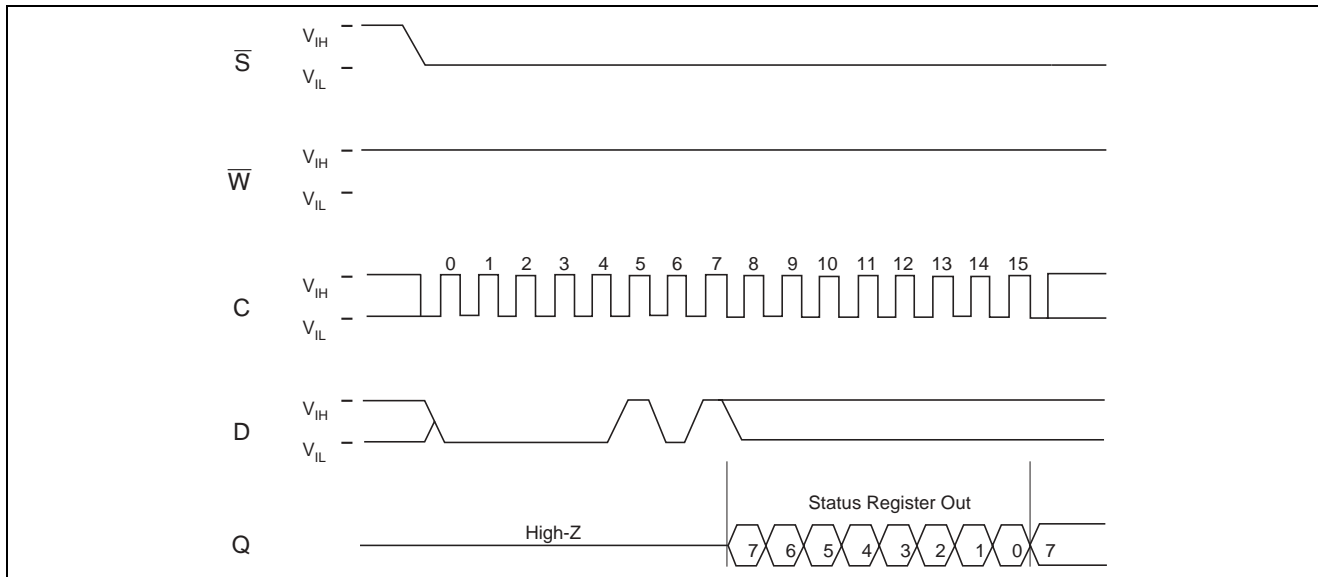 S̅
V_IH
V_IL
W̅
V_IH
V_IL
0 1 2 3 4 5 6 7 8 9 10 11 12 13 14 15
C
V_IH
V_IL
D
V_IH
V_IL
Status Register Out
Q
High-Z
7 6 5 4 3 2 1 0 7